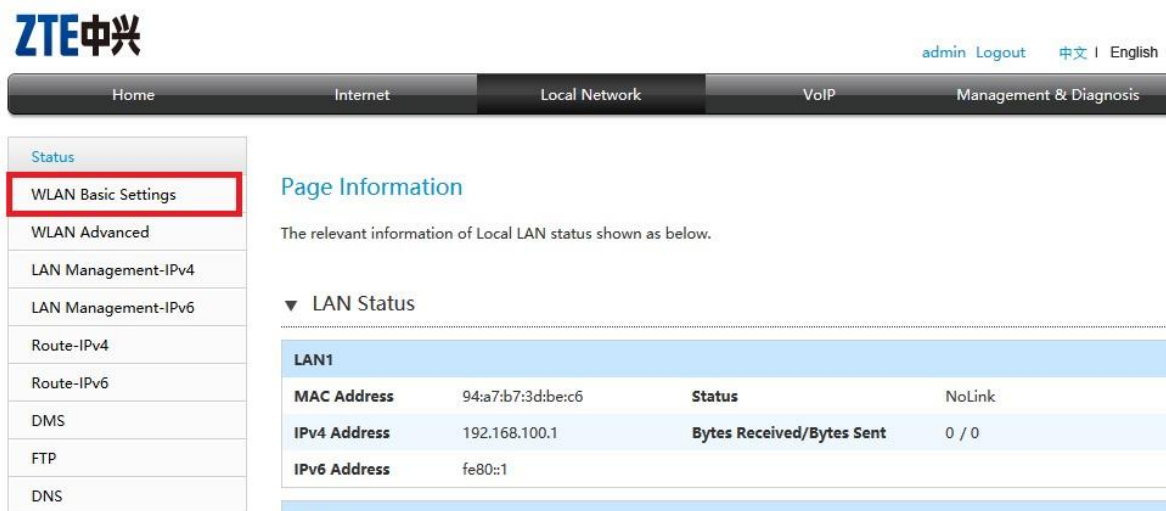 ZTE中兴
admin Logout 中文 | English
Home Internet Local Network VoIP Management & Diagnosis
Status
WLAN Basic Settings
WLAN Advanced
LAN Management-IPv4
LAN Management-IPv6
Route-IPv4
Route-IPv6
DMS
FTP
DNS
Page Information
The relevant information of Local LAN status shown as below.
▼ LAN Status
LAN1
MAC Address 94:a7:b7:3d:be:c6 Status NoLink
IPv4 Address 192.168.100.1 Bytes Received/Bytes Sent 0 / 0
IPv6 Address fe80::1